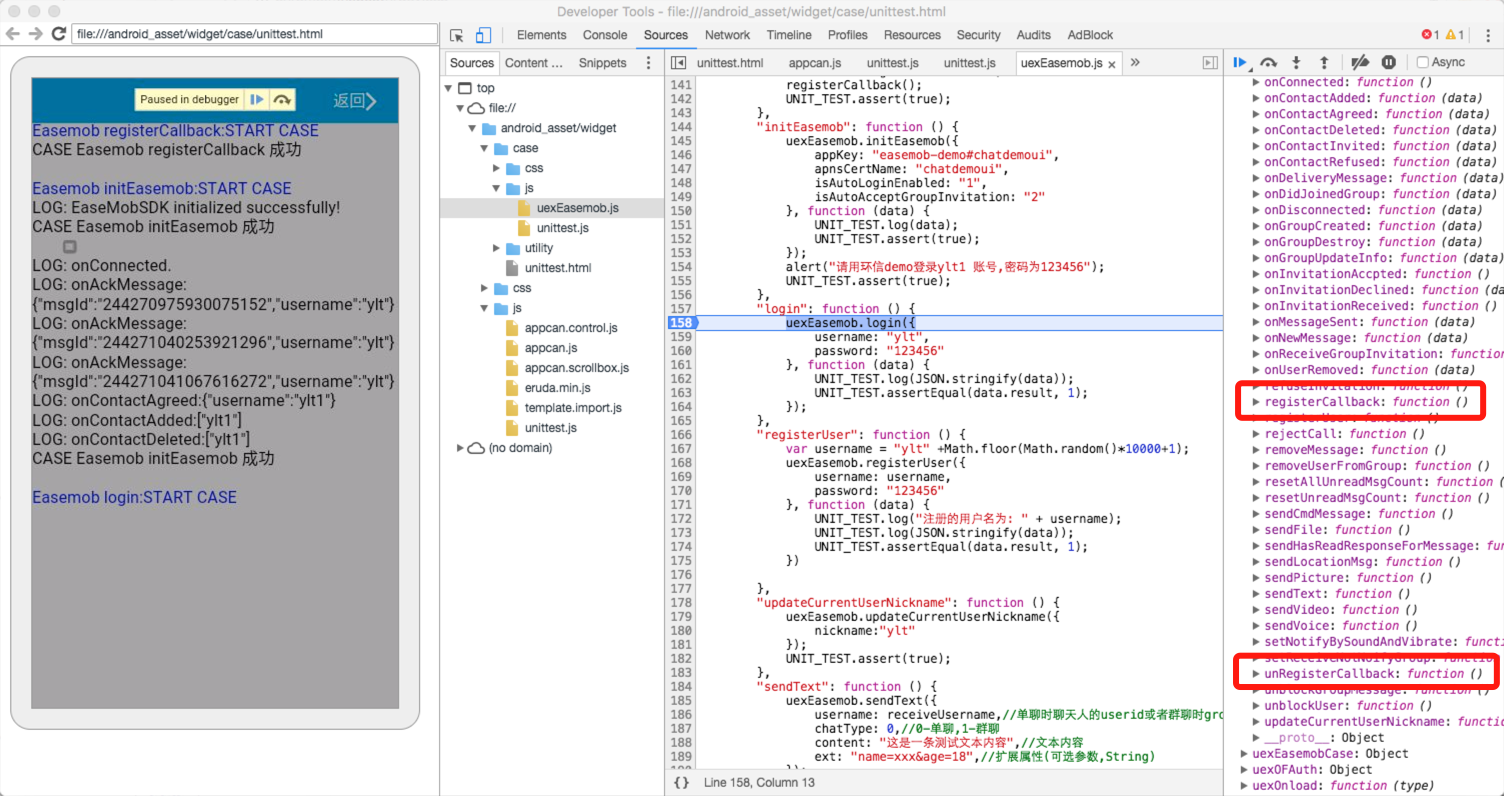 Developer Tools - file:///android_asset/widget/case/unittest.html
file:///android_asset/widget/case/unittest.html
Elements Console Sources Network Timeline Profiles Resources Security Audits AdBlock
1 1
Paused in debugger
返回
Easemob registerCallback:START CASE
CASE Easemob registerCallback 成功
Easemob initEasemob:START CASE
LOG: EaseMobSDK initialized successfully!
CASE Easemob initEasemob 成功
LOG: onConnected.
LOG: onAckMessage:
{"msgId":"244270975930075152","username":"ylt"}
LOG: onAckMessage:
{"msgId":"244271040253921296","username":"ylt"}
LOG: onAckMessage:
{"msgId":"244271041067616272","username":"ylt"}
LOG: onContactAgreed:{"username":"ylt1"}
LOG: onContactAdded:["ylt1"]
LOG: onContactDeleted:["ylt1"]
CASE Easemob initEasemob 成功
Easemob login:START CASE
Sources Content ... Snippets
top
file://
android_asset/widget
case
css
js
uexEasemob.js
unittest.js
utility
unittest.html
css
js
appcan.control.js
appcan.js
appcan.scrollbox.js
eruda.min.js
template.import.js
unittest.js
(no domain)
unittest.html appcan.js unittest.js unittest.js uexEasemob.js × »
141 registerCallback();
142 UNIT_TEST.assert(true);
143 },
144 "initEasemob": function () {
145 uexEasemob.initEasemob({
146 appKey: "easemob-demo#chatdemoui",
147 apnsCertName: "chatdemoui",
148 isAutoLoginEnabled: "1",
149 isAutoAcceptGroupInvitation: "2"
150 }, function (data) {
151 UNIT_TEST.log(data);
152 UNIT_TEST.assert(true);
153 });
154 alert("请用环信demo登录ylt1 账号,密码为123456");
155 UNIT_TEST.assert(true);
156 },
157 "login": function () {
158 uexEasemob.login({
159 username: "ylt",
160 password: "123456"
161 }, function (data) {
162 UNIT_TEST.log(JSON.stringify(data));
163 UNIT_TEST.assertEqual(data.result, 1);
164 });
165 },
166 "registerUser": function () {
167 var username = "ylt" +Math.floor(Math.random()*10000+1);
168 uexEasemob.registerUser({
169 username: username,
170 password: "123456"
171 }, function (data) {
172 UNIT_TEST.log("注册的用户名为: " + username);
173 UNIT_TEST.log(JSON.stringify(data));
174 UNIT_TEST.assertEqual(data.result, 1);
175 })
176
177 },
178 "updateCurrentUserNickname": function () {
179 uexEasemob.updateCurrentUserNickname({
180 nickname:"ylt"
181 });
182 UNIT_TEST.assert(true);
183 },
184 "sendText": function () {
185 uexEasemob.sendText({
186 username: receiveUsername,//单聊时聊天人的userid或者群聊时gro
187 chatType: 0,//0-单聊,1-群聊
188 content: "这是一条测试文本内容",//文本内容
189 ext: "name=xxx&age=18",//扩展属性(可选参数,String)
{} Line 158, Column 13
Async
onConnected: function ()
onContactAdded: function (data)
onContactAgreed: function (data)
onContactDeleted: function (data)
onContactInvited: function (data)
onContactRefused: function (data)
onDeliveryMessage: function (data)
onDidJoinedGroup: function (data)
onDisconnected: function (data)
onGroupCreated: function (data)
onGroupDestroy: function (data)
onGroupUpdateInfo: function (data)
onInvitationAccpted: function ()
onInvitationDeclined: function (da
onInvitationReceived: function ()
onMessageSent: function (data)
onNewMessage: function (data)
onReceiveGroupInvitation: function
onUserRemoved: function (data)
refuseInvitation: function ()
registerCallback: function ()
registerUser: function ()
rejectCall: function ()
removeMessage: function ()
removeUserFromGroup: function ()
resetAllUnreadMsgCount: function (
resetUnreadMsgCount: function ()
sendCmdMessage: function ()
sendFile: function ()
sendHasReadResponseForMessage: fun
sendLocationMsg: function ()
sendPicture: function ()
sendText: function ()
sendVideo: function ()
sendVoice: function ()
setNotifyBySoundAndVibrate: functi
setReceiveNotNotifyGroup: function
unRegisterCallback: function ()
unblockGroupMessage: function ()
unblockUser: function ()
updateCurrentUserNickname: functio
__proto__: Object
uexEasemobCase: Object
uexOFAuth: Object
uexOnload: function (type)